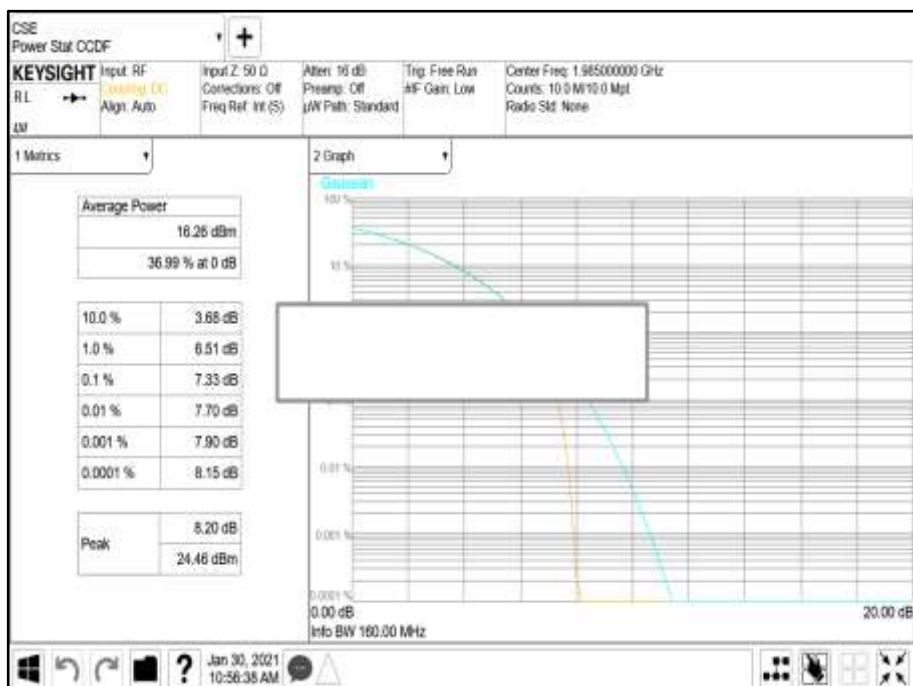 CSE
Power Stat CCDF
KEYSIGHT
Input: RF
Coupling: DC
Align: Auto
Input Z: 50 Ω
Corrections: Off
Freq Ref: Int (S)
Atten: 16 dB
Preamp: Off
µW Path: Standard
Trig: Free Run
#IF Gain: Low
Center Freq: 1.985000000 GHz
Counts: 10.0 M/10.0 Mpt
Radio Std: None
RL
1 Metrics
Average Power
16.26 dBm
36.99 % at 0 dB
10.0 % 3.68 dB
1.0 % 6.51 dB
0.1 % 7.33 dB
0.01 % 7.70 dB
0.001 % 7.90 dB
0.0001 % 8.15 dB
Peak
8.20 dB
24.46 dBm
2 Graph
Gaussian
100 %
10 %
0.01 %
0.001 %
0.0001 %
0.00 dB
20.00 dB
Info BW 160.00 MHz
?
Jan 30, 2021
10:56:38 AM